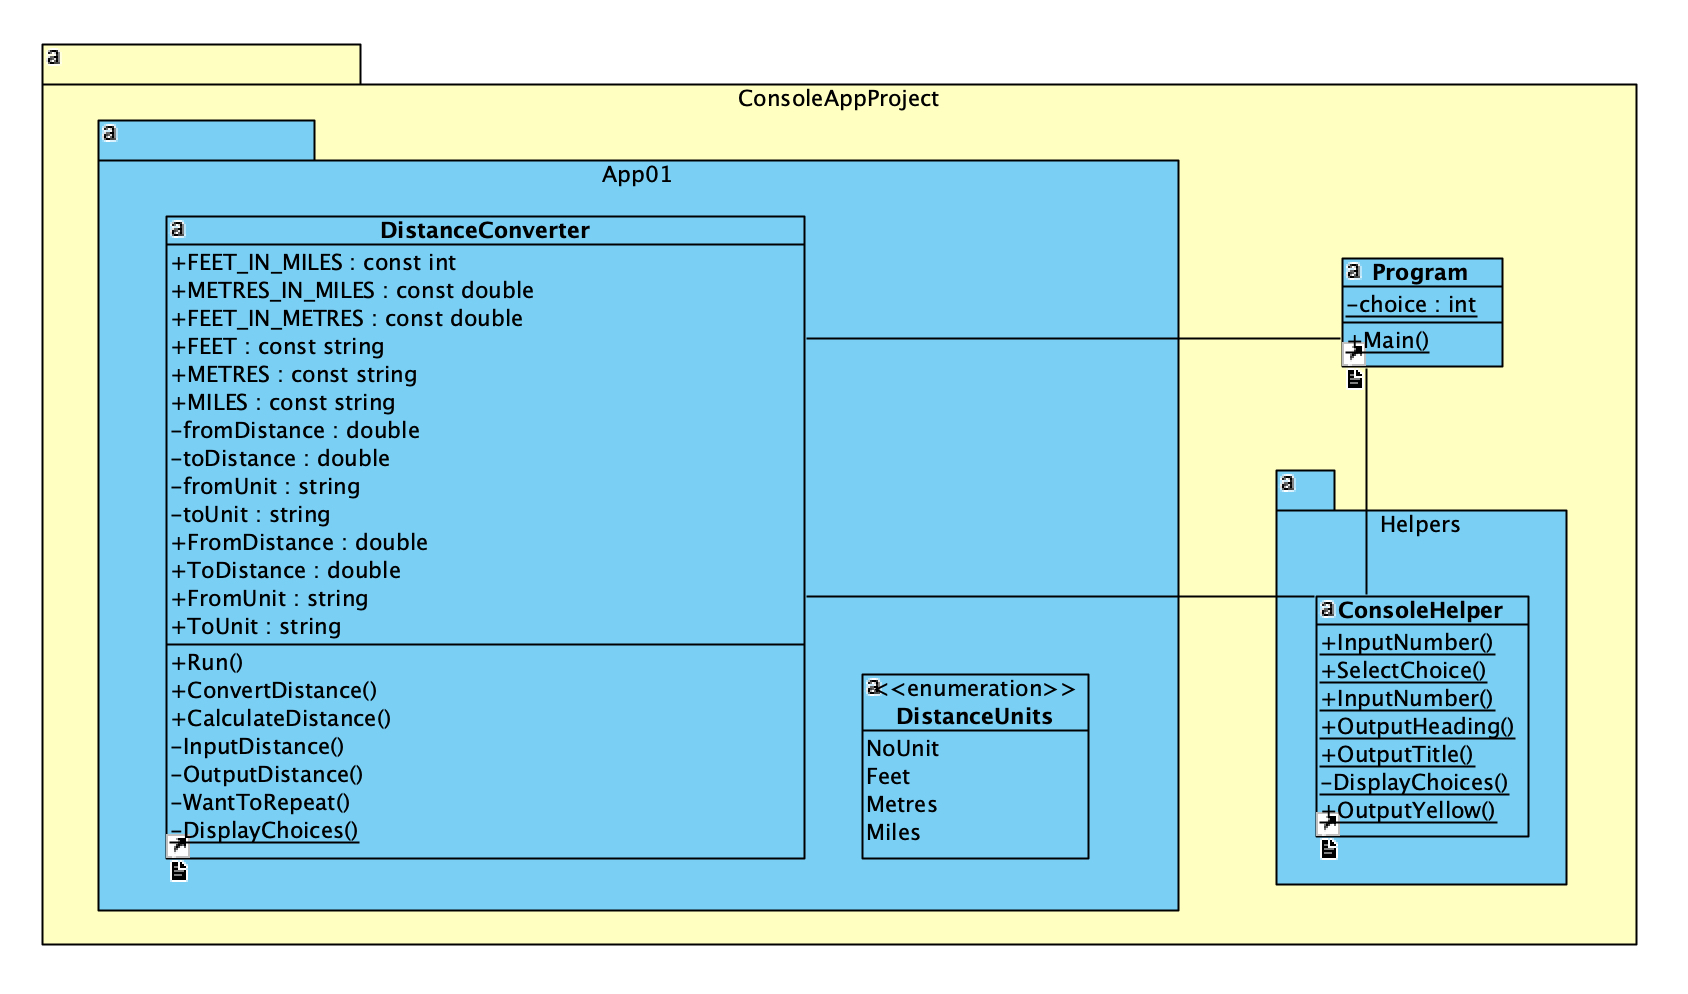 a
ConsoleAppProject
a
App01
a
DistanceConverter
+FEET_IN_MILES : const int
+METRES_IN_MILES : const double
+FEET_IN_METRES : const double
+FEET : const string
+METRES : const string
+MILES : const string
-fromDistance : double
-toDistance : double
-fromUnit : string
-toUnit : string
+FromDistance : double
+ToDistance : double
+FromUnit : string
+ToUnit : string
+Run()
+ConvertDistance()
+CalculateDistance()
-InputDistance()
-OutputDistance()
-WantToRepeat()
-DisplayChoices()
a
<<enumeration>>
DistanceUnits
NoUnit
Feet
Metres
Miles
a
Program
-choice : int
+Main()
a
Helpers
a
ConsoleHelper
+InputNumber()
+SelectChoice()
+InputNumber()
+OutputHeading()
+OutputTitle()
-DisplayChoices()
+OutputYellow()